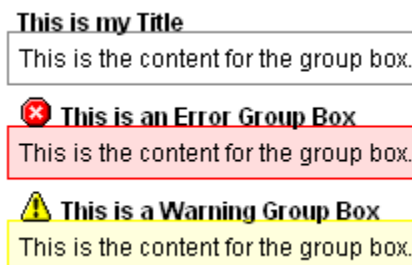 This is my Title
This is the content for the group box.
This is an Error Group Box
This is the content for the group box.
This is a Warning Group Box
This is the content for the group box.